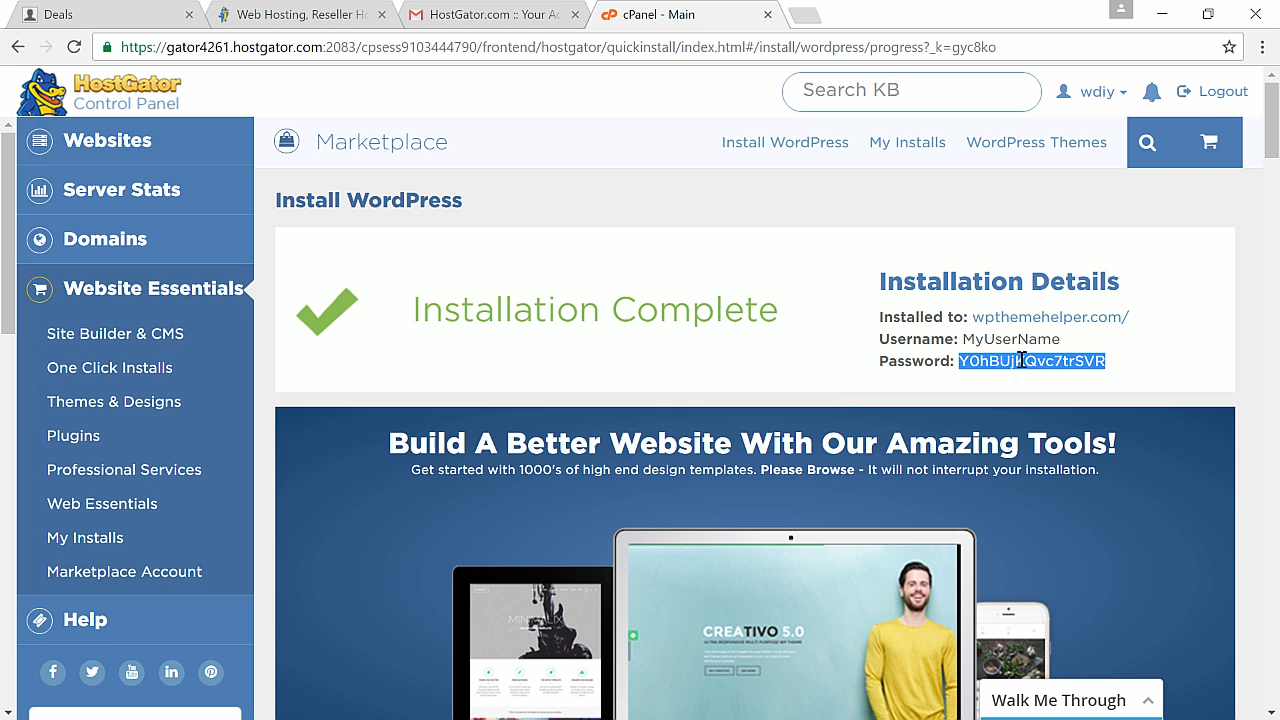 Deals
Web Hosting, Reseller H
HostGator.com :: Your Ac
cPanel - Main
https://gator4261.hostgator.com:2083/cpsess9103444790/frontend/hostgator/quickinstall/index.html#/install/wordpress/progress?_k=gyc8ko
HostGator
Control Panel
Search KB
wdiy
Logout
Websites
Server Stats
Domains
Website Essentials
Site Builder & CMS
One Click Installs
Themes & Designs
Plugins
Professional Services
Web Essentials
My Installs
Marketplace Account
Help
Marketplace
Install WordPress
My Installs
WordPress Themes
Install WordPress
Installation Complete
Installation Details
Installed to: wpthemehelper.com/
Username: MyUserName
Password:
Build A Better Website With Our Amazing Tools!
Get started with 1000's of high end design templates. Please Browse - It will not interrupt your installation.
CREATIVO 5.0
Walk Me Through